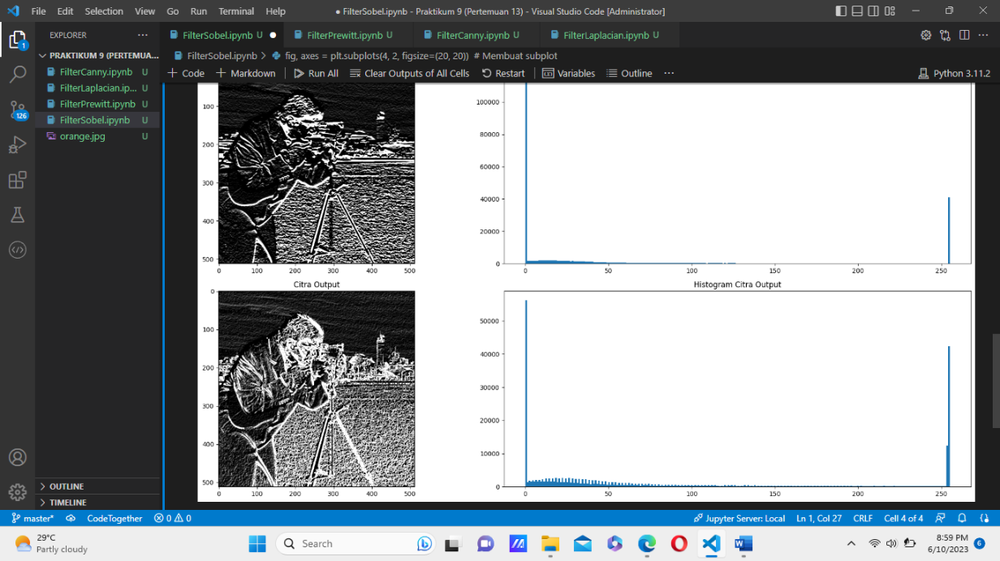 File Edit Selection View Go Run Terminal Help
● FilterSobel.ipynb - Praktikum 9 (Pertemuan 13) - Visual Studio Code [Administrator]
EXPLORER
PRAKTIKUM 9 (PERTEMUA...
FilterCanny.ipynb U
FilterLaplacian.ip... U
FilterPrewitt.ipynb U
FilterSobel.ipynb U
orange.jpg U
OUTLINE
TIMELINE
1
126
FilterSobel.ipynb U ●
FilterPrewitt.ipynb U
FilterCanny.ipynb U
FilterLaplacian.ipynb U
FilterSobel.ipynb > fig, axes = plt.subplots(4, 2, figsize=(20, 20)) # Membuat subplot
+ Code + Markdown Run All Clear Outputs of All Cells Restart Variables Outline ... Python 3.11.2
100
200
300
400
500
0 100 200 300 400 500
100000
80000
60000
40000
20000
0
0 50 100 150 200 250
Citra Output
0
100
200
300
400
500
0 100 200 300 400 500
Histogram Citra Output
50000
40000
30000
20000
10000
0
0 50 100 150 200 250
master* CodeTogether 0 0 Jupyter Server: Local Ln 1, Col 27 CRLF Cell 4 of 4
29°C
Partly cloudy
Search
8:59 PM
6/10/2023
6